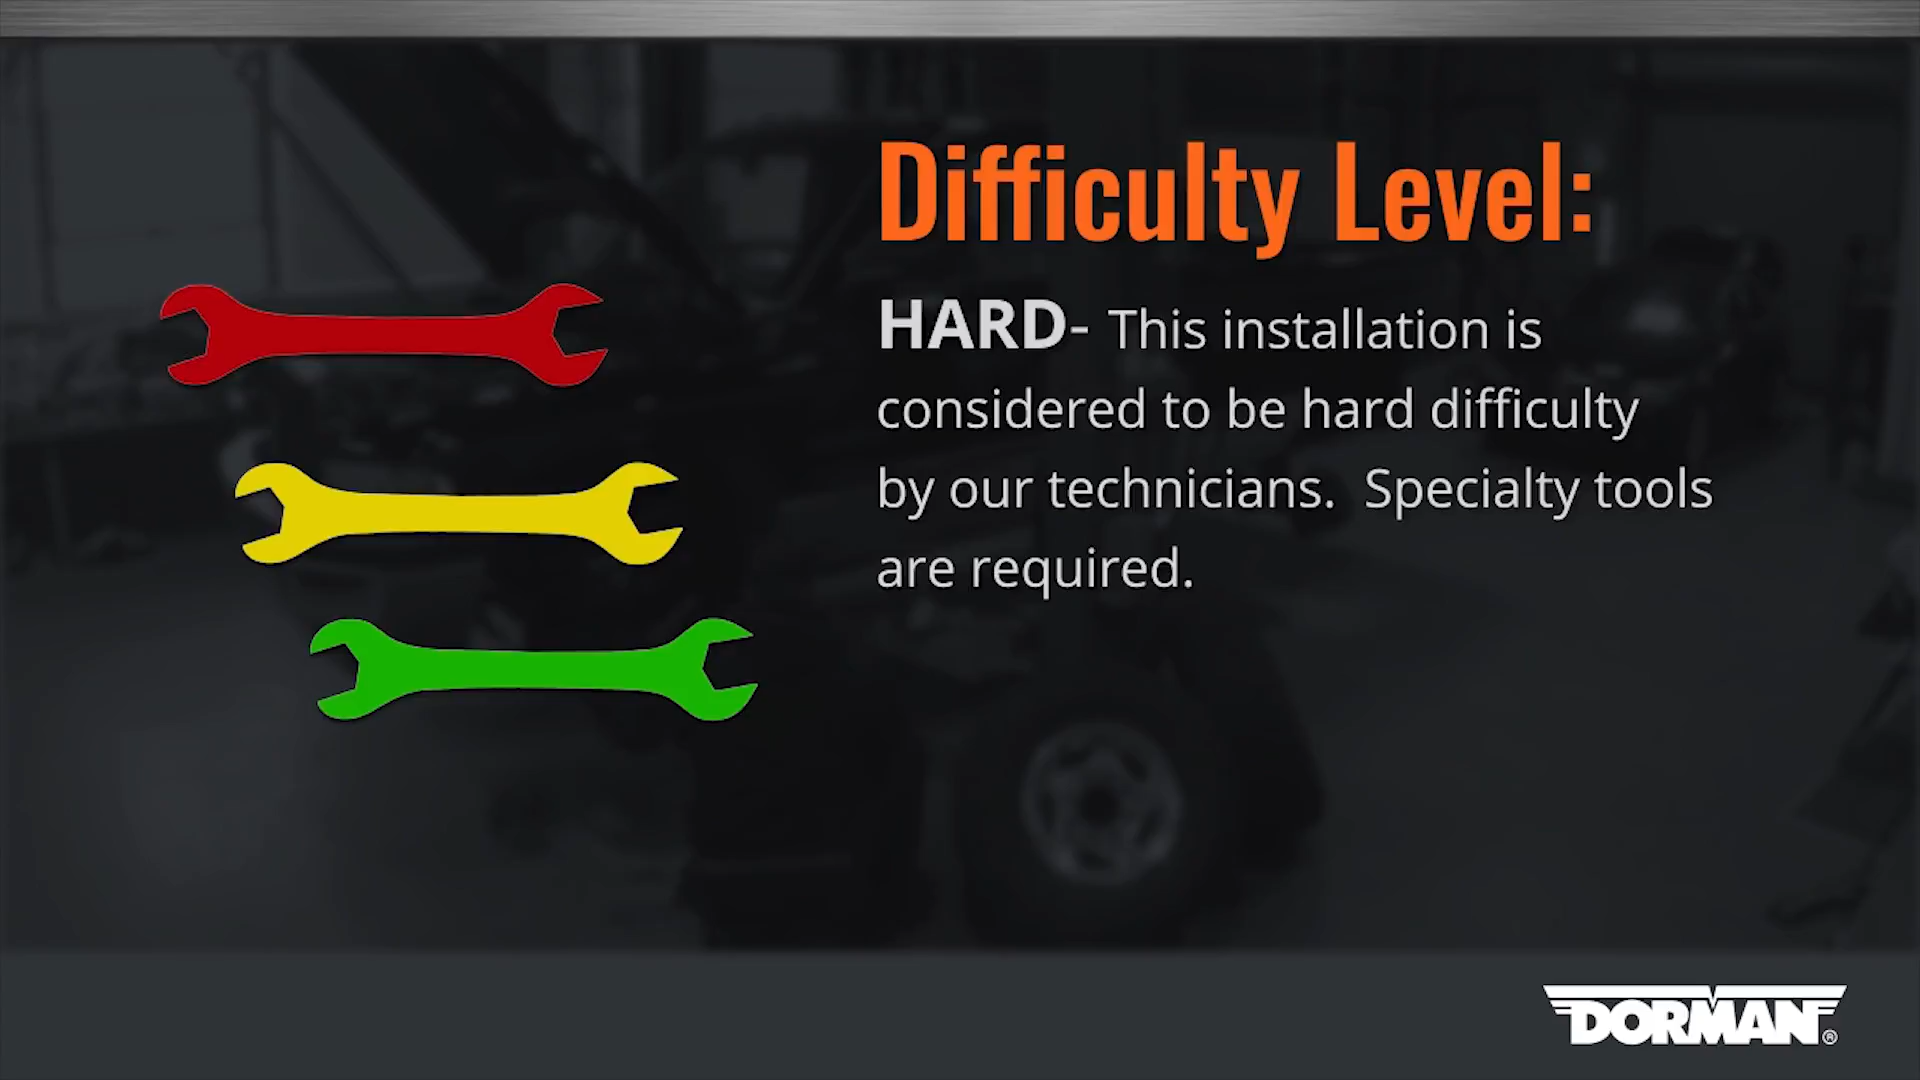 Difficulty Level:
HARD- This installation is
considered to be hard difficulty
by our technicians.  Specialty tools
are required.
DORMAN®